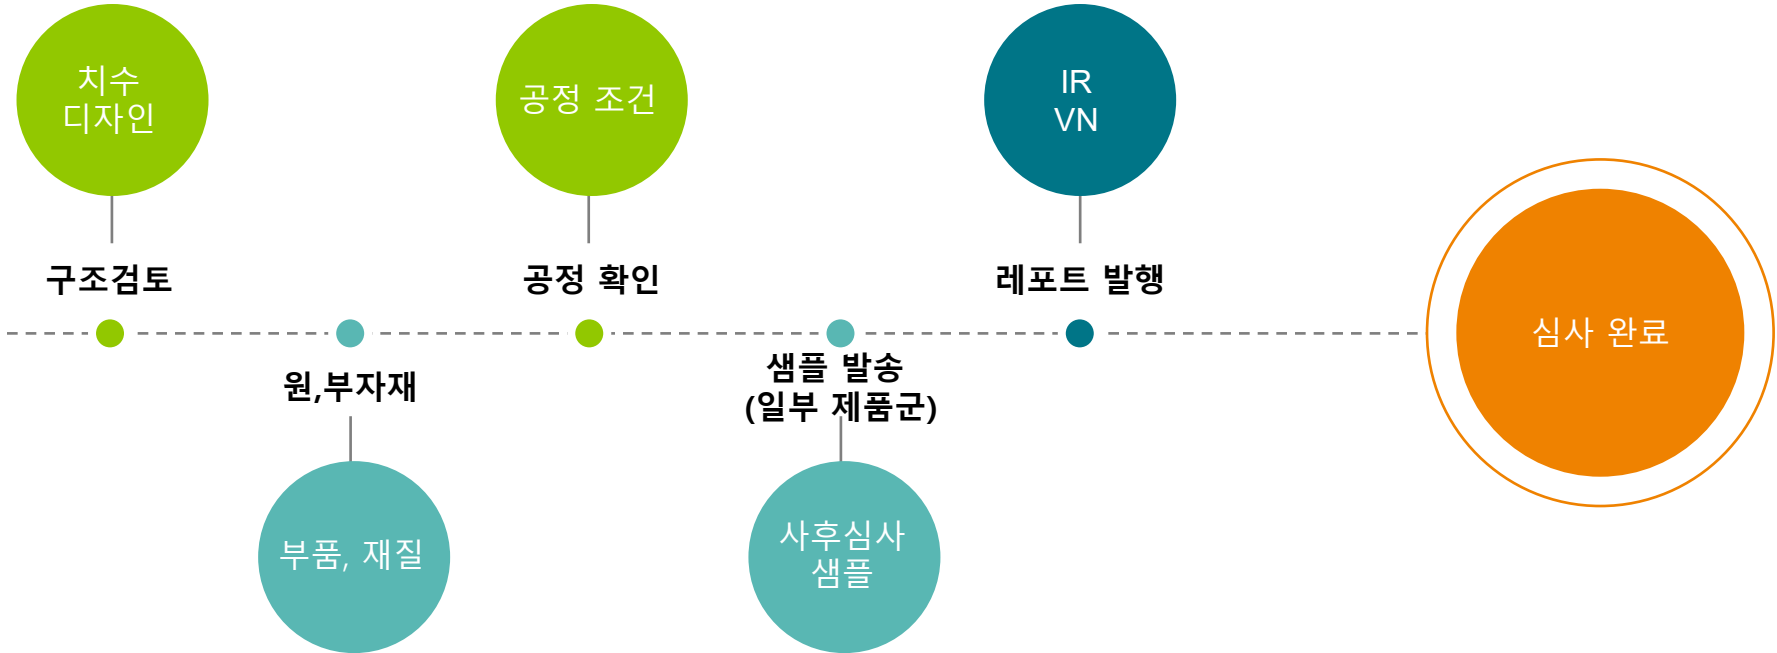 치수
디자인
구조검토
원,부자재
부품, 재질
공정 조건
공정 확인
샘플 발송
(일부 제품군)
사후심사
샘플
IR
VN
레포트 발행
심사 완료